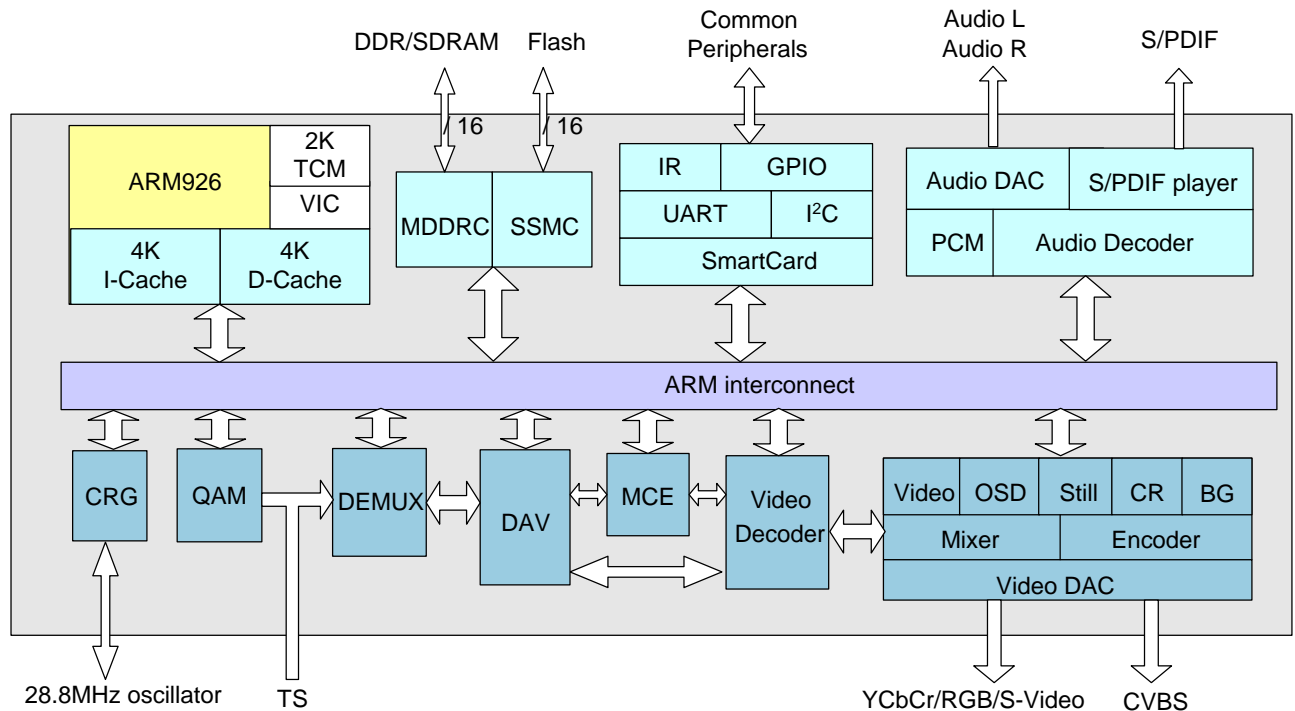 DDR/SDRAM
Flash
Common
Peripherals
Audio L
Audio R
S/PDIF
/ 16
/ 16
ARM926
2K
TCM
VIC
4K
I-Cache
4K
D-Cache
MDDRC
SSMC
IR
GPIO
UART
I²C
SmartCard
Audio DAC
S/PDIF player
PCM
Audio Decoder
ARM interconnect
CRG
QAM
DEMUX
DAV
MCE
Video
Decoder
Video
OSD
Still
CR
BG
Mixer
Encoder
Video DAC
28.8MHz oscillator
TS
YCbCr/RGB/S-Video
CVBS